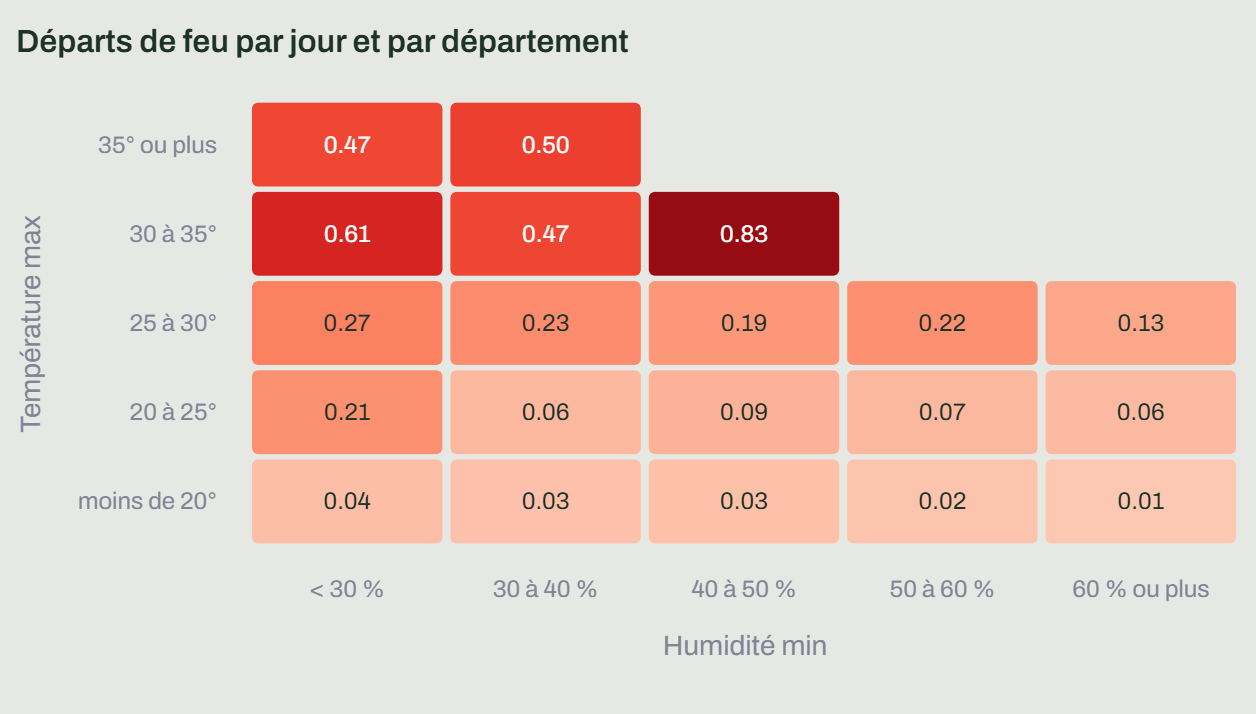 Départs de feu par jour et par département
Température max
35° ou plus 0.47 0.50
30 à 35° 0.61 0.47 0.83
25 à 30° 0.27 0.23 0.19 0.22 0.13
20 à 25° 0.21 0.06 0.09 0.07 0.06
moins de 20° 0.04 0.03 0.03 0.02 0.01
< 30 % 30 à 40 % 40 à 50 % 50 à 60 % 60 % ou plus
Humidité min